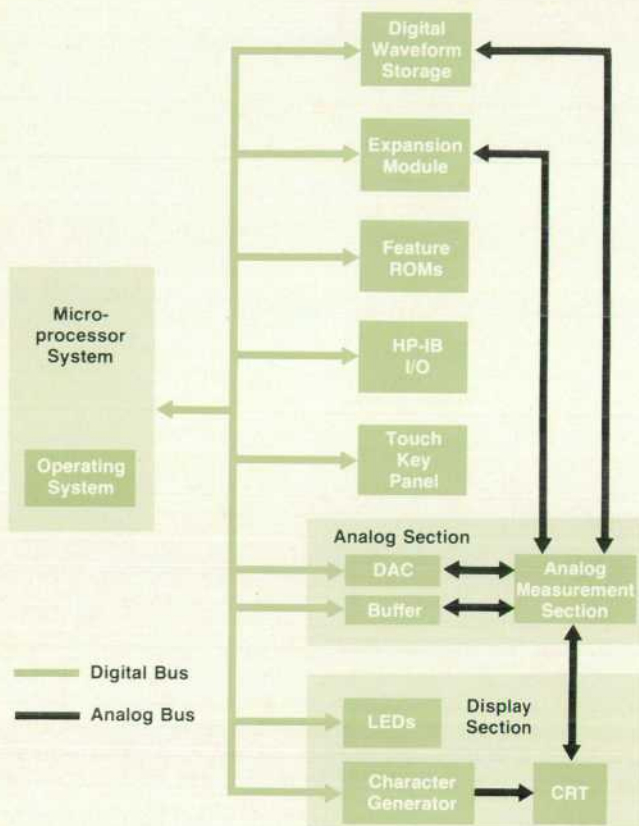 Digital
Waveform
Storage
Expansion
Module
Feature
ROMs
Micro-
processor
System
HP-IB
I/O
Operating
System
Touch
Key
Panel
Analog Section
DAC
Buffer
Analog
Measurement
Section
Digital Bus
Analog Bus
LEDs
Display
Section
Character
Generator
CRT